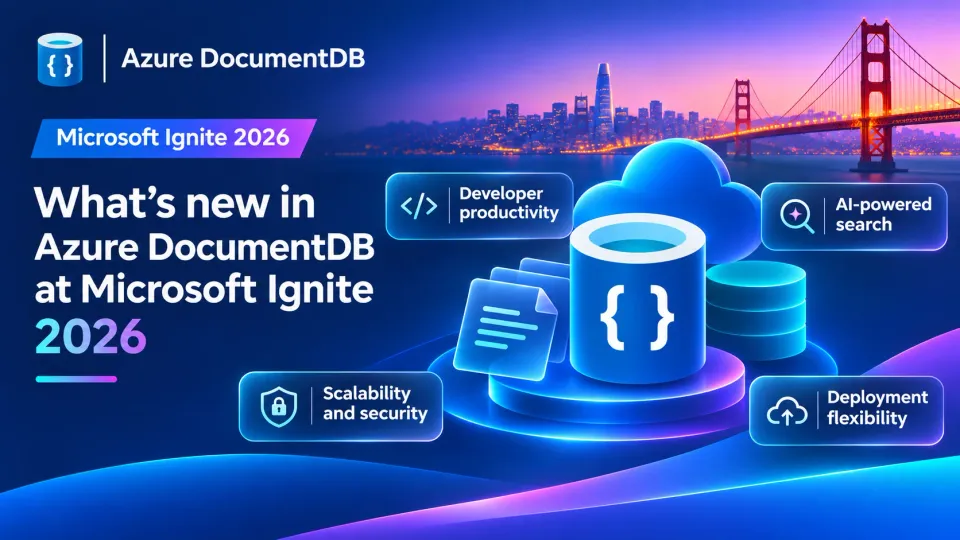 { }
Azure DocumentDB
Microsoft Ignite 2026
What's new in
Azure DocumentDB
at Microsoft Ignite
2026
</>
Developer
productivity
AI-powered
search
{ }
Scalability
and security
Deployment
flexibility